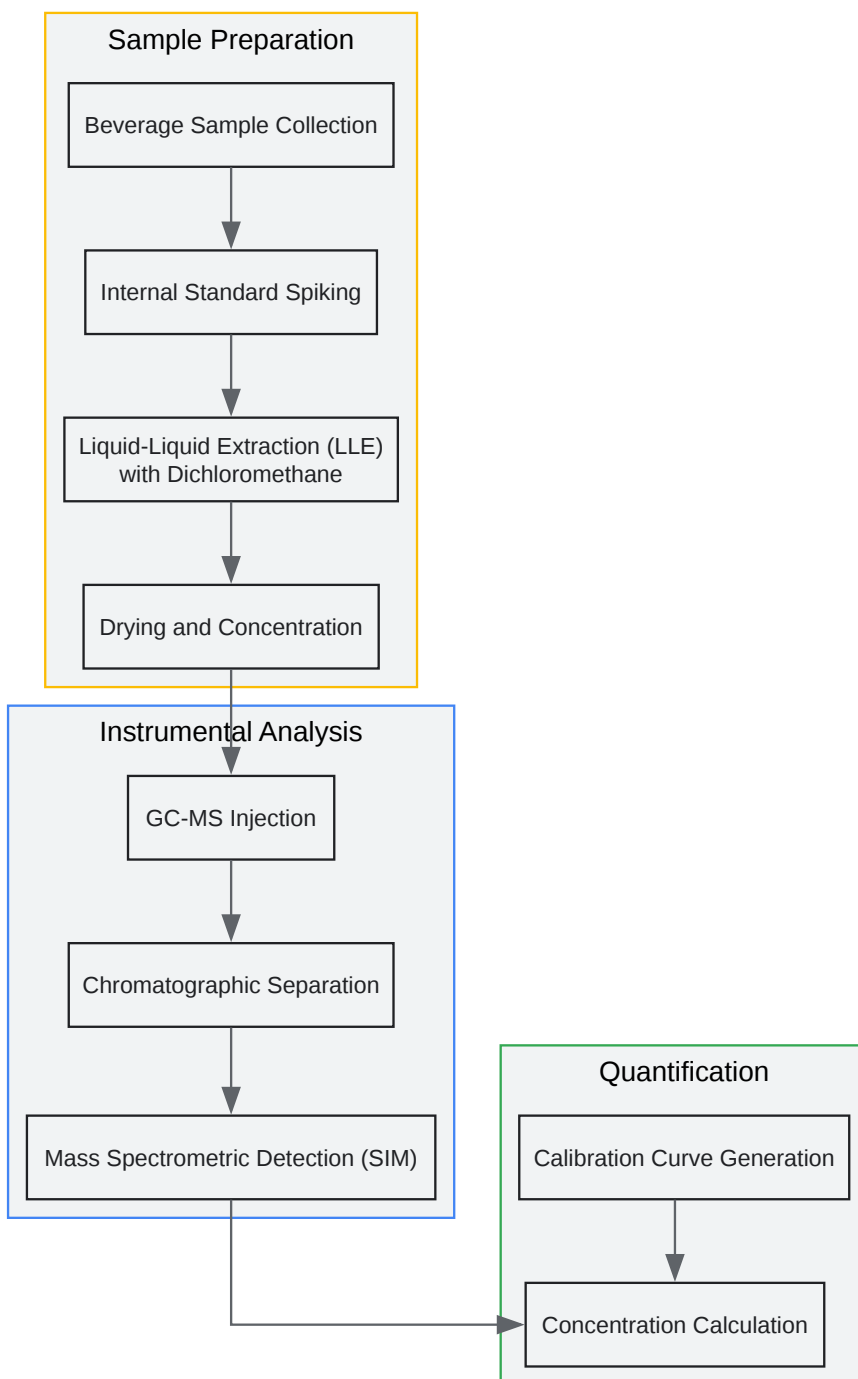 Sample Preparation
Beverage Sample Collection
Internal Standard Spiking
Liquid-Liquid Extraction (LLE)
with Dichloromethane
Drying and Concentration
Instrumental Analysis
GC-MS Injection
Chromatographic Separation
Mass Spectrometric Detection (SIM)
Quantification
Calibration Curve Generation
Concentration Calculation